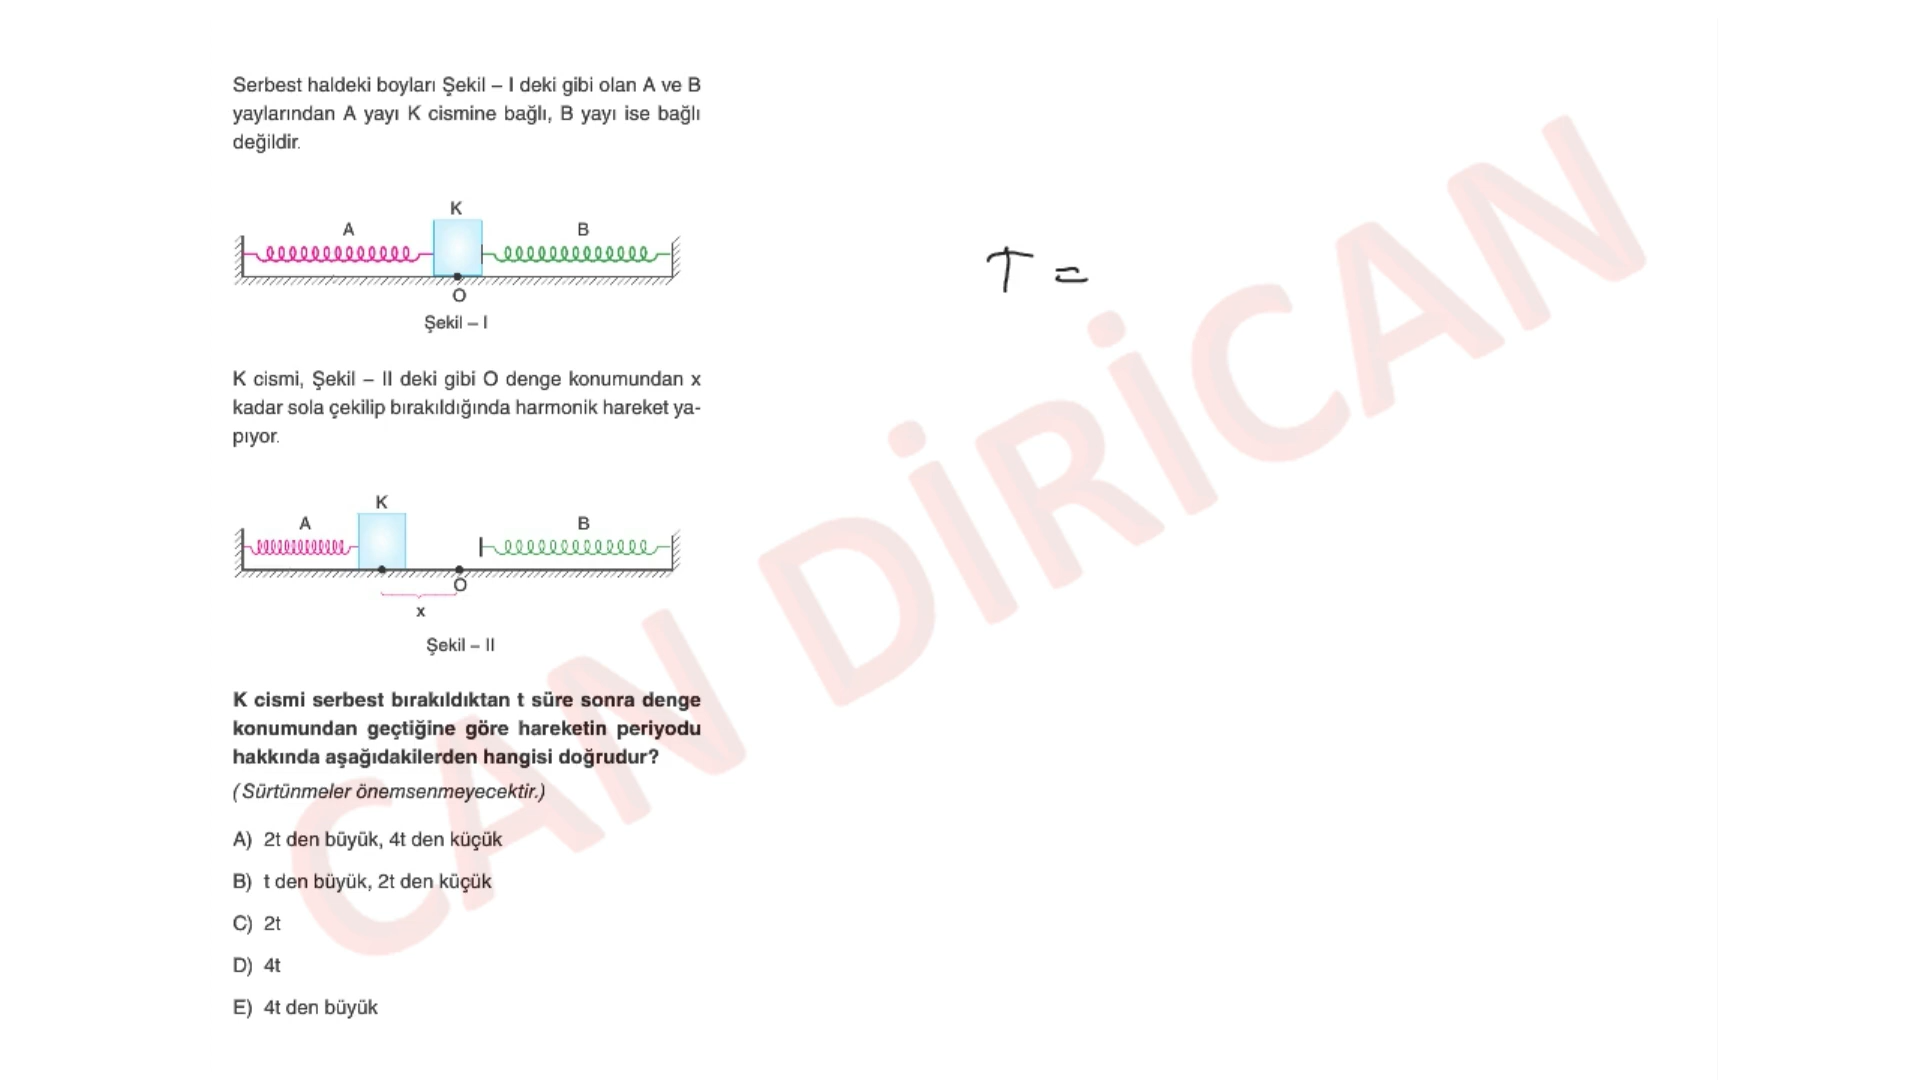 Serbest haldeki boyları Şekil – I deki gibi olan A ve B
yaylarından A yayı K cismine bağlı, B yayı ise bağlı
değildir.
K
A
B
O
Şekil – I
T =
K cismi, Şekil – II deki gibi O denge konumundan x
kadar sola çekilip bırakıldığında harmonik hareket ya-
pıyor.
K
A
B
O
x
Şekil – II
K cismi serbest bırakıldıktan t süre sonra denge
konumundan geçtiğine göre hareketin periyodu
hakkında aşağıdakilerden hangisi doğrudur?
(Sürtünmeler önemsenmeyecektir.)
A) 2t den büyük, 4t den küçük
B) t den büyük, 2t den küçük
C) 2t
D) 4t
E) 4t den büyük
CAN DİRİCAN